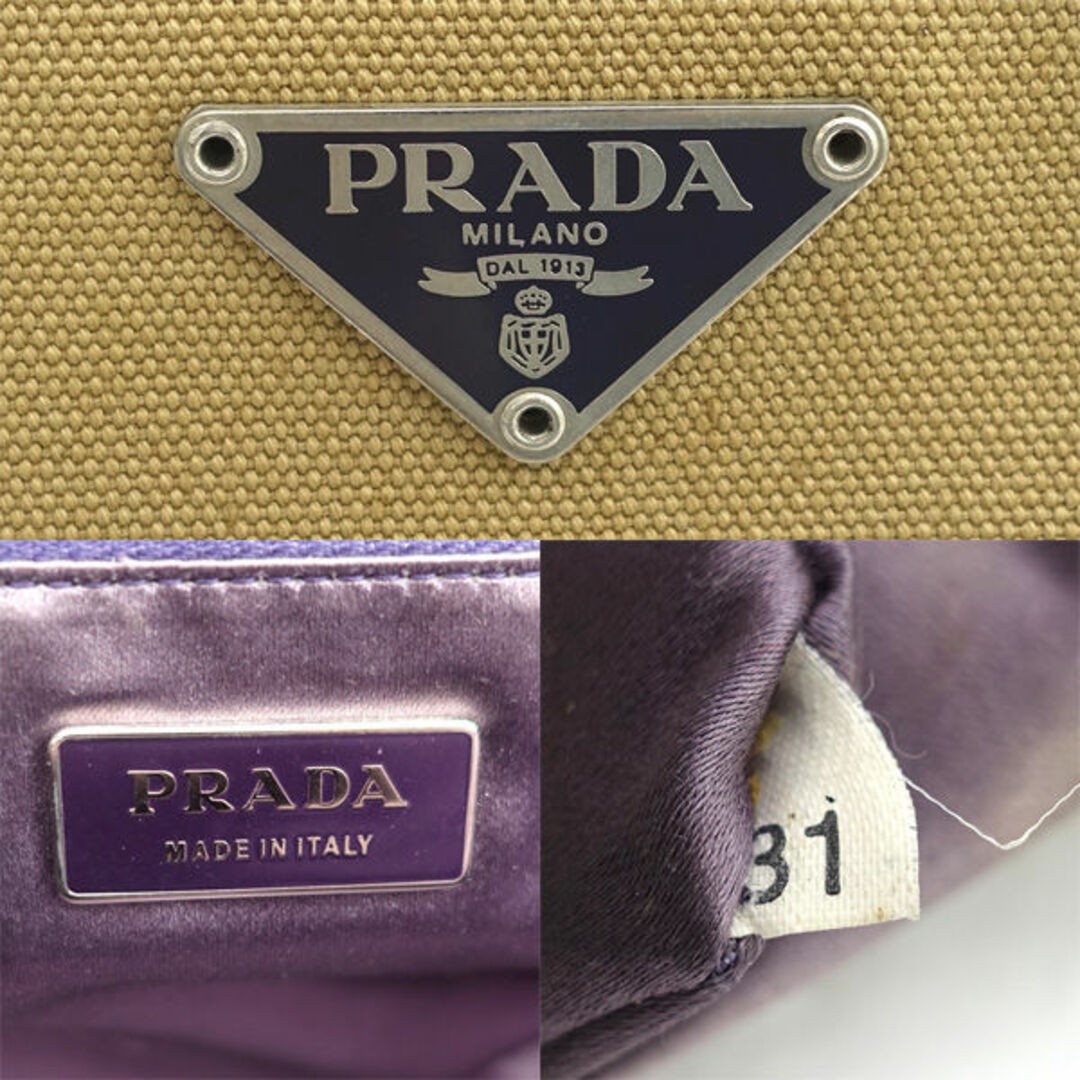 PRADA
MILANO
DAL 1913
PRADA
MADE IN ITALY
31